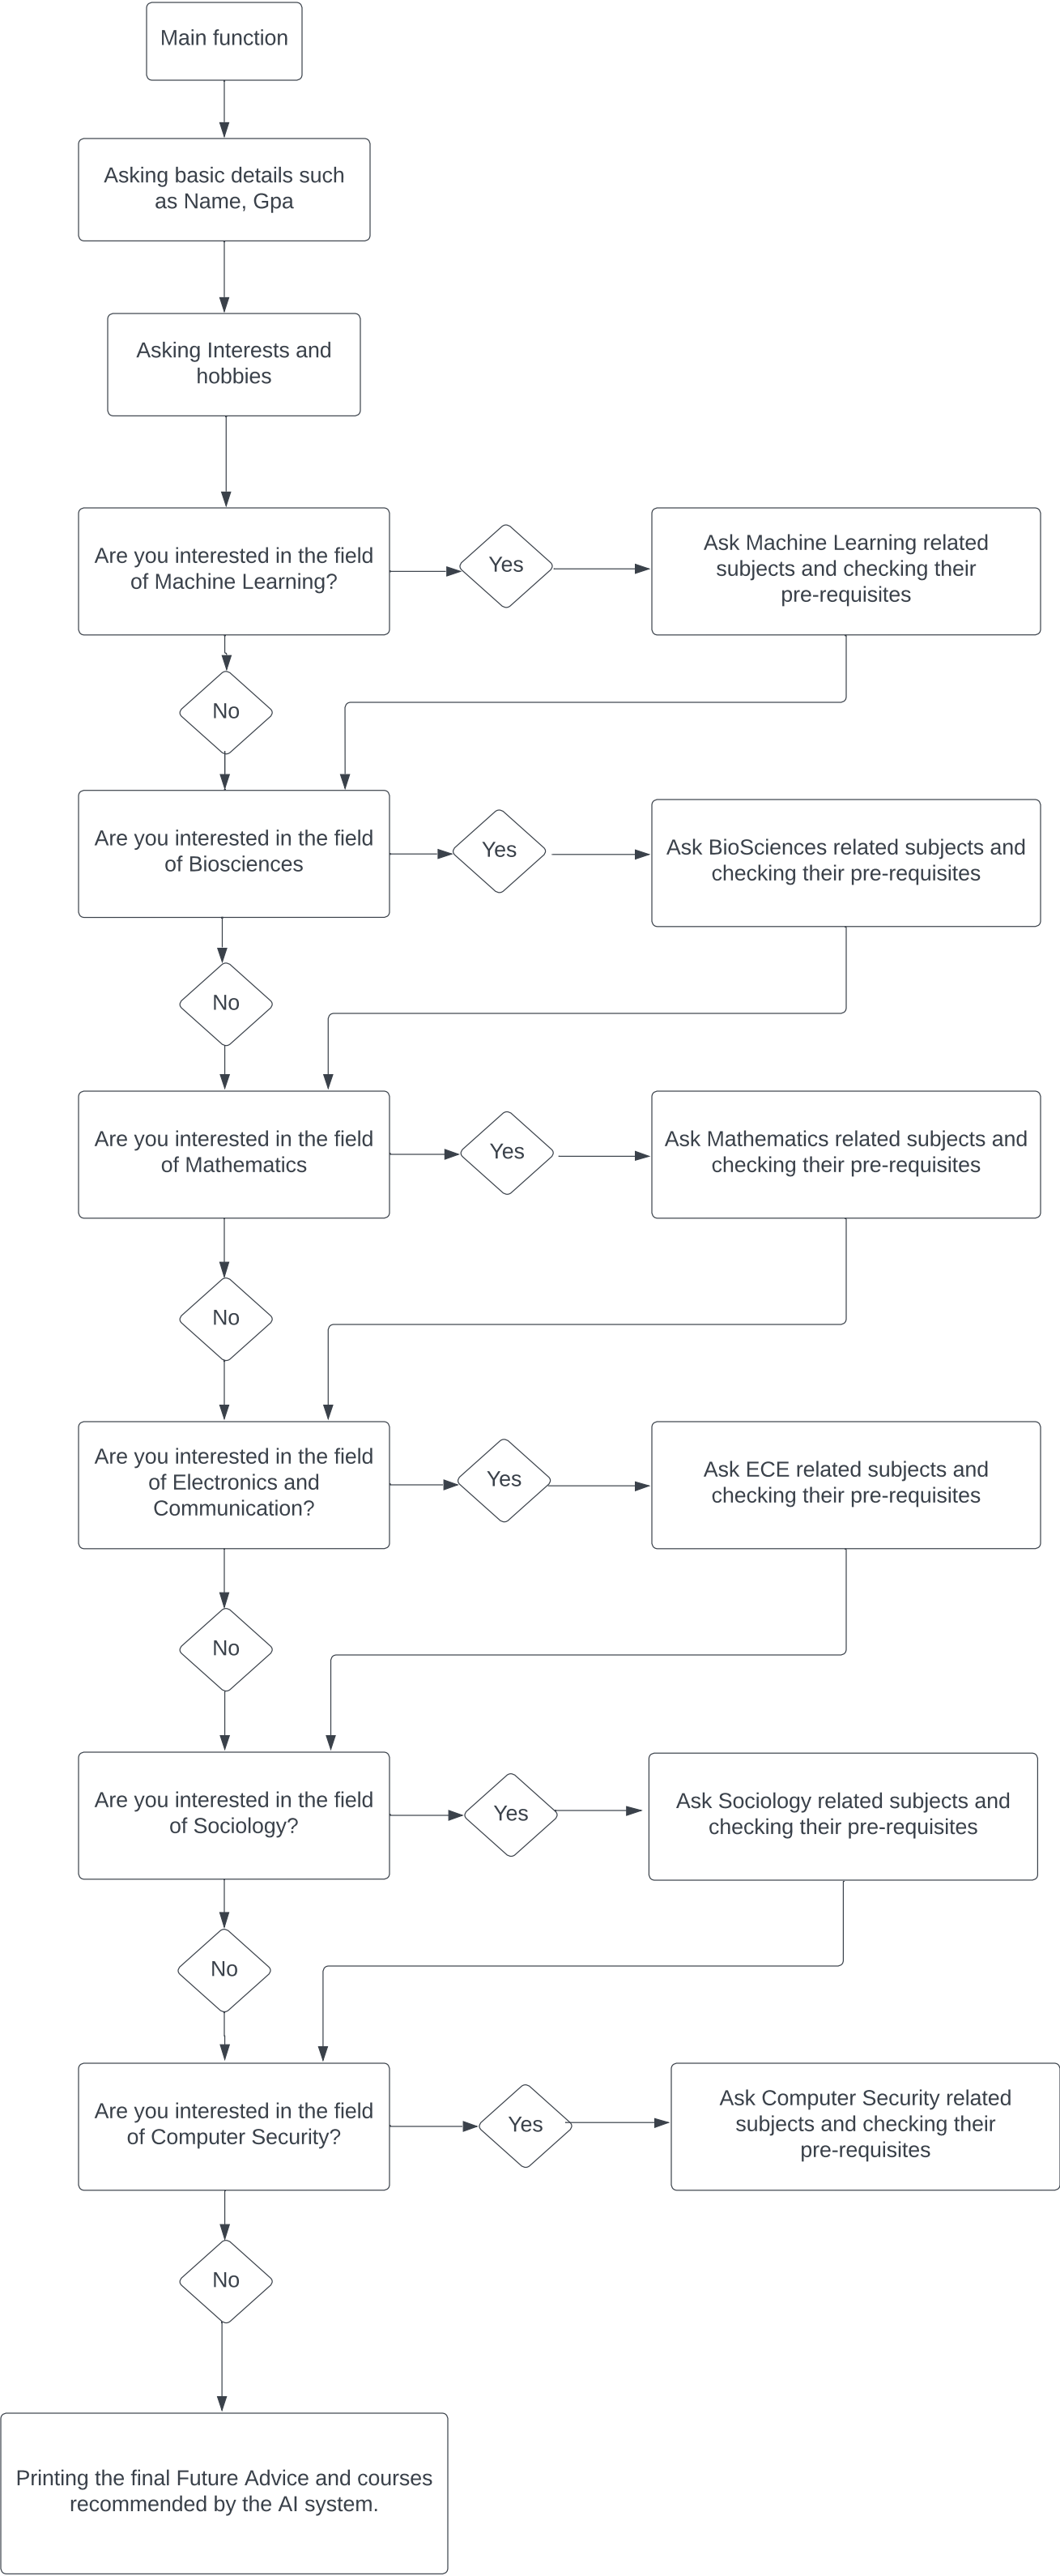 Main function
Asking basic details such
as Name, Gpa
Asking Interests and
hobbies
Are you interested in the field
of Machine Learning?
Yes
Ask Machine Learning related
subjects and checking their
pre-requisites
No
Are you interested in the field
of Biosciences
Yes
Ask BioSciences related subjects and
checking their pre-requisites
No
Are you interested in the field
of Mathematics
Yes
Ask Mathematics related subjects and
checking their pre-requisites
No
Are you interested in the field
of Electronics and
Communication?
Yes
Ask ECE related subjects and
checking their pre-requisites
No
Are you interested in the field
of Sociology?
Yes
Ask Sociology related subjects and
checking their pre-requisites
No
Are you interested in the field
of Computer Security?
Yes
Ask Computer Security related
subjects and checking their
pre-requisites
No
Printing the final Future Advice and courses
recommended by the AI system.